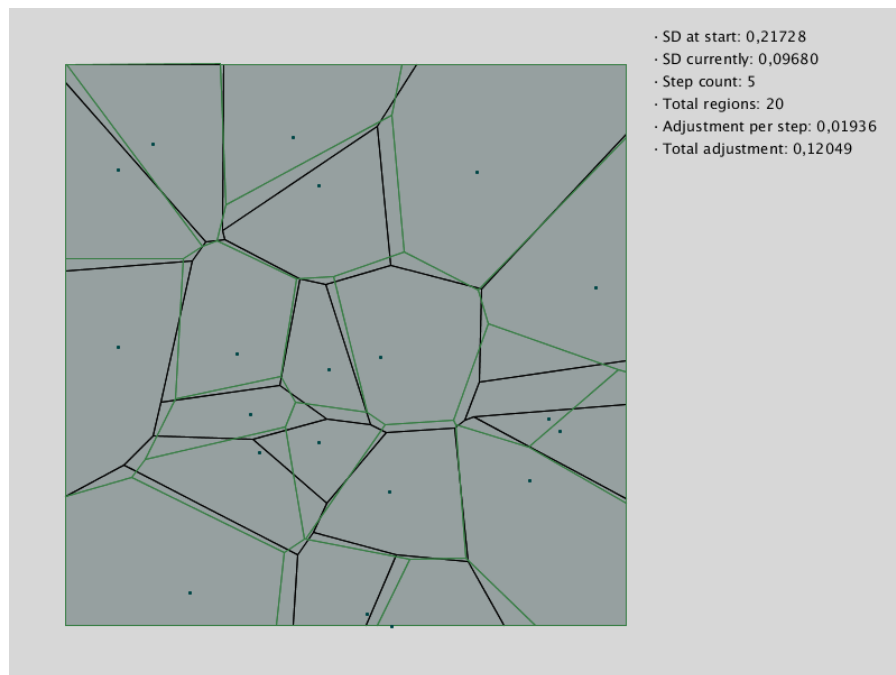 · SD at start: 0,21728
· SD currently: 0,09680
· Step count: 5
· Total regions: 20
· Adjustment per step: 0,01936
· Total adjustment: 0,12049